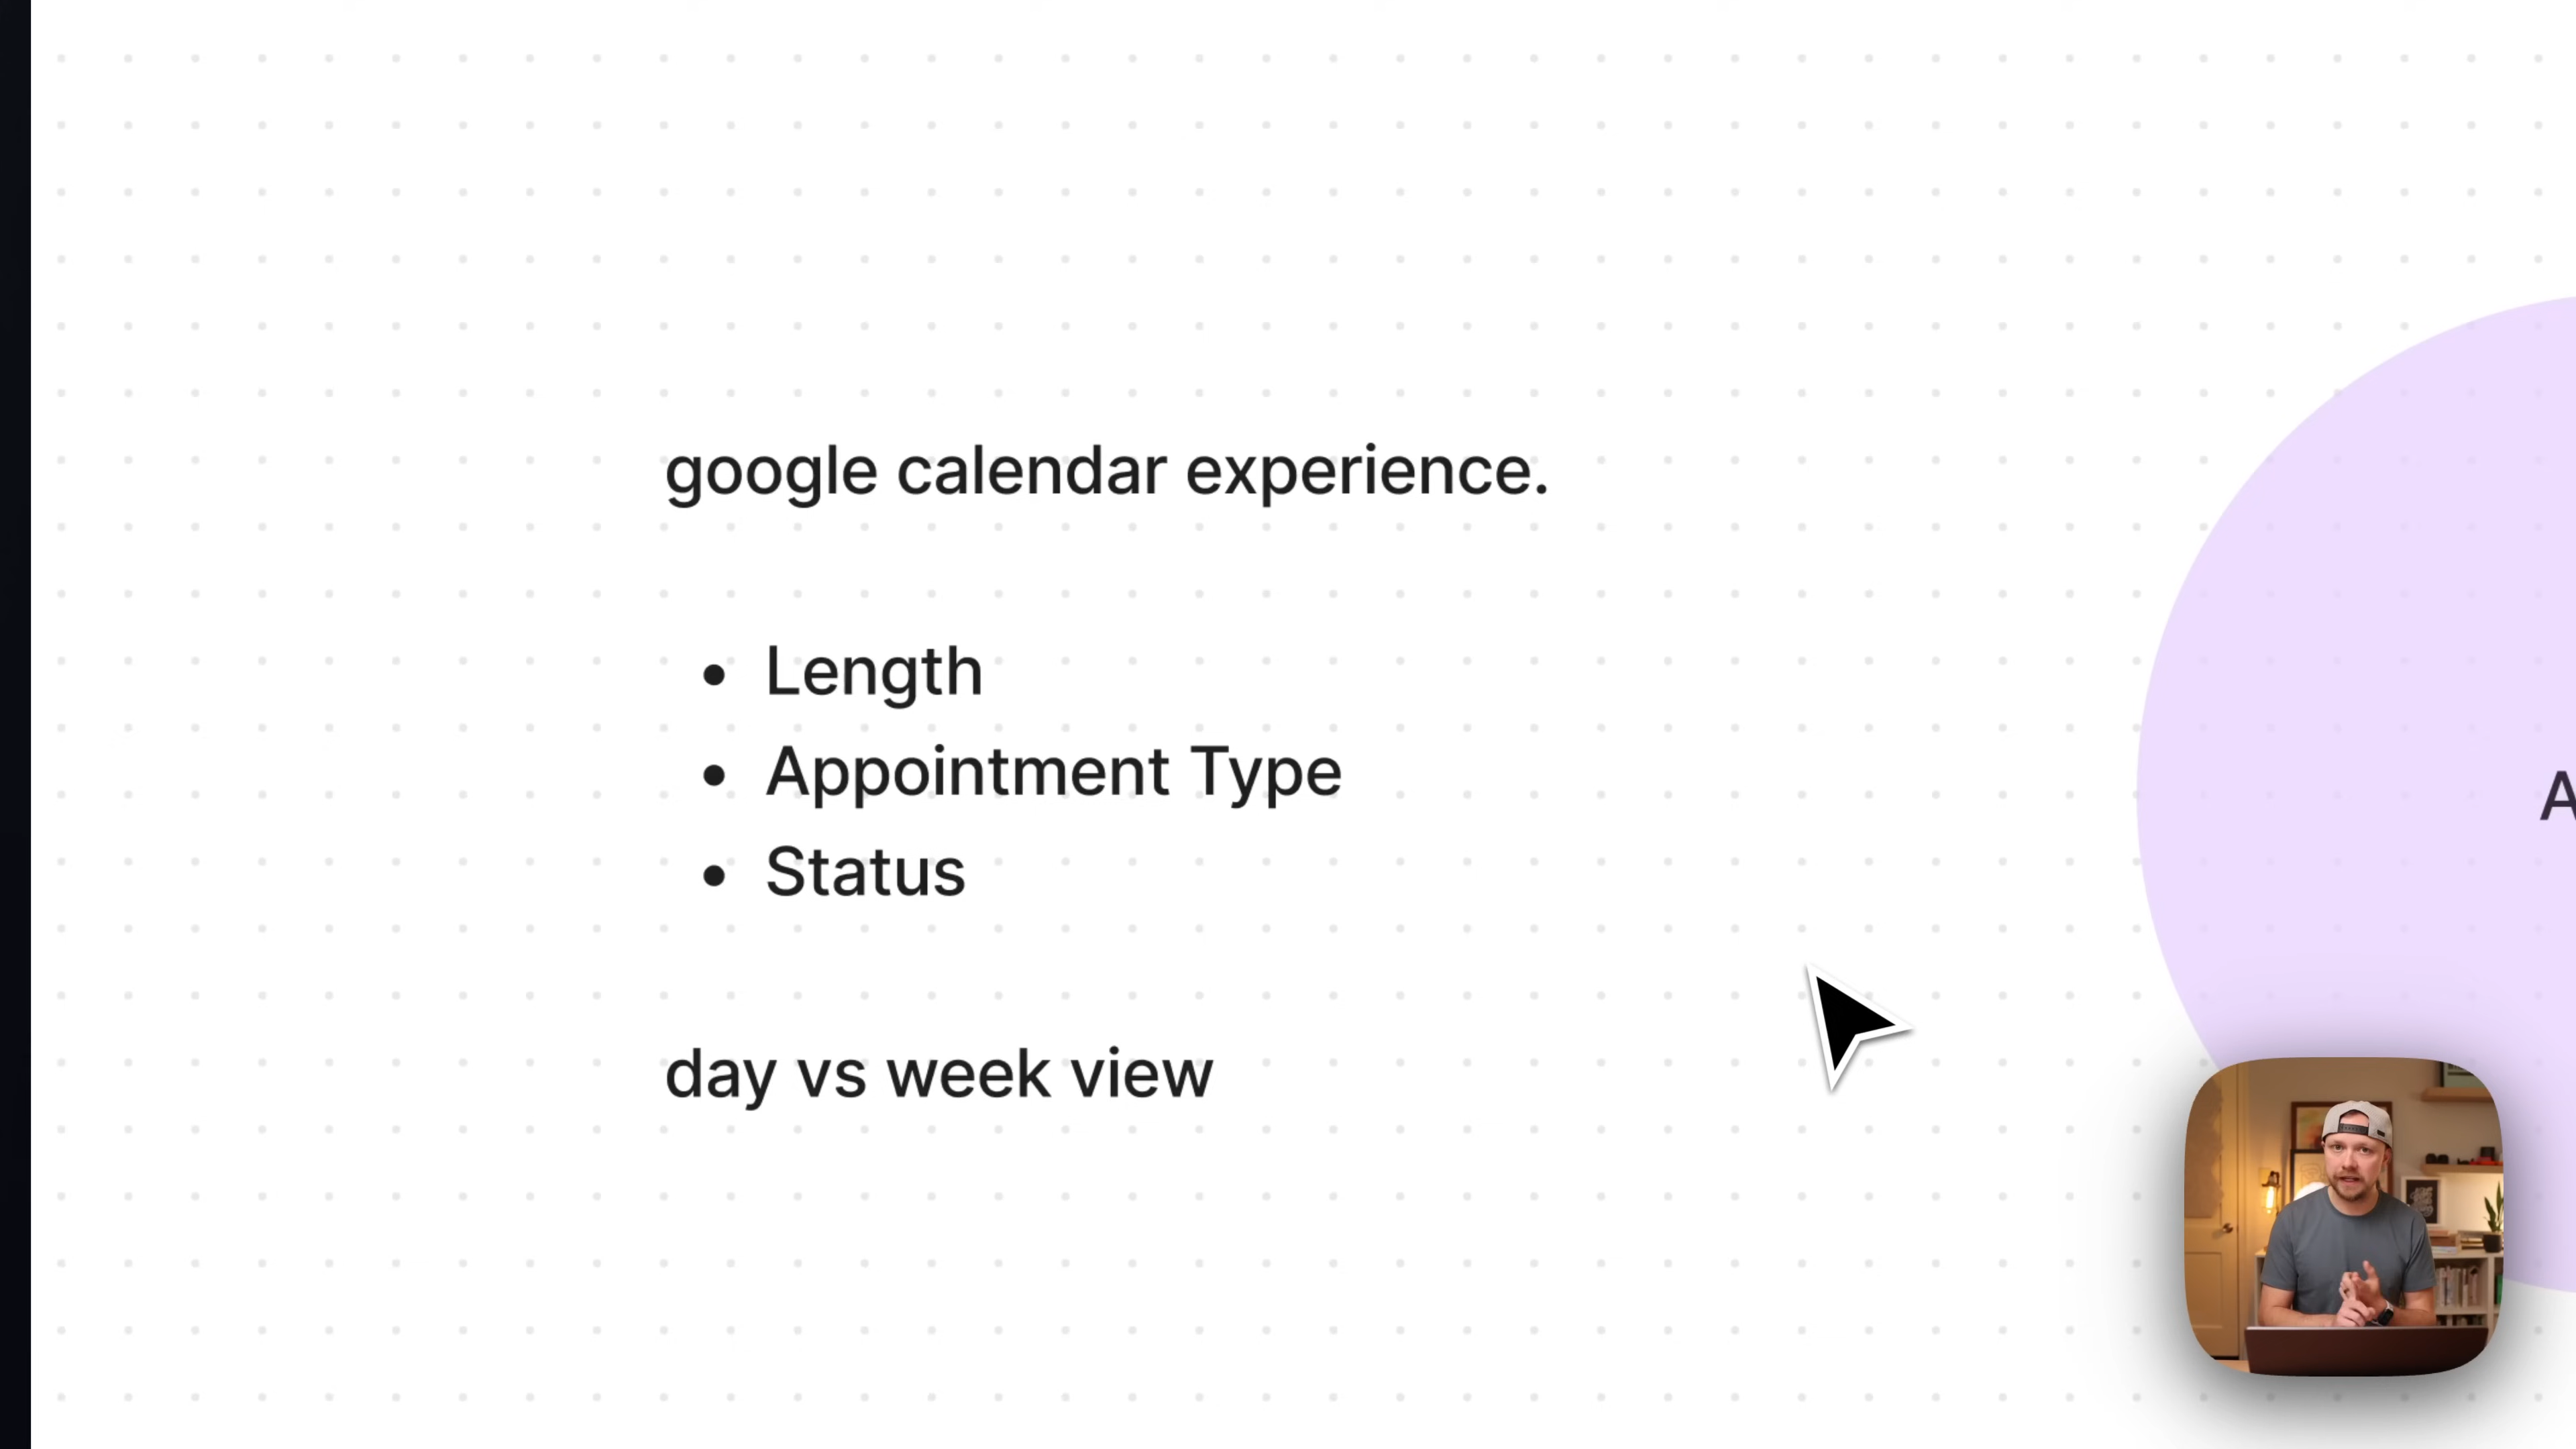 google calendar experience.
• Length
• Appointment Type
• Status
day vs week view
A